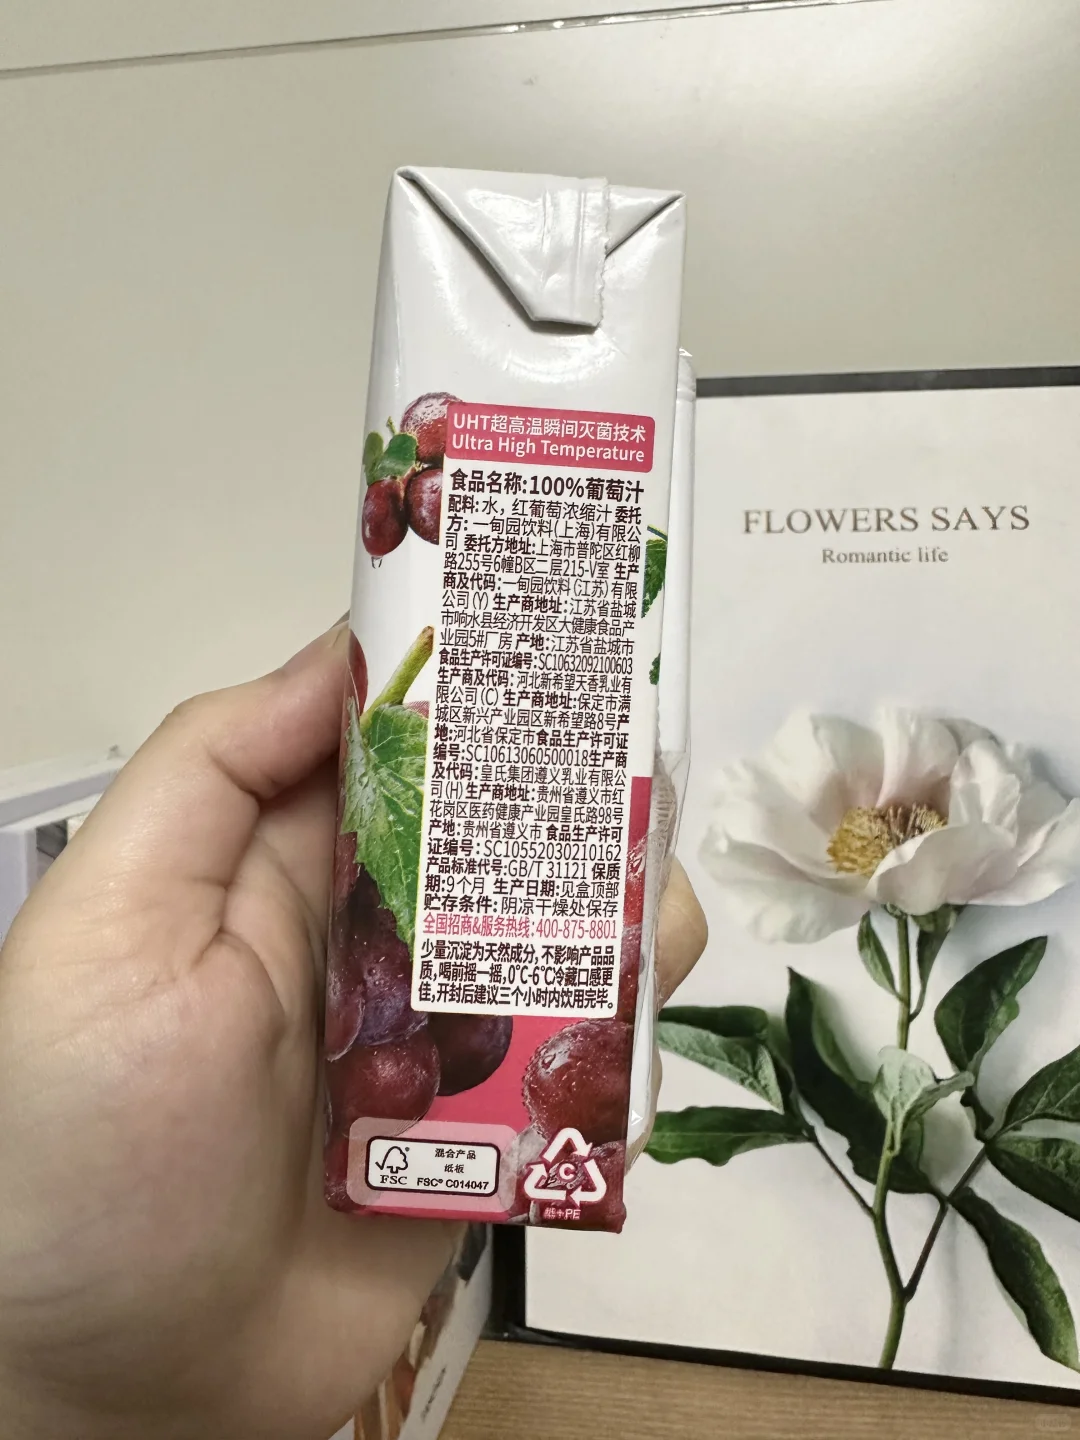 UHT超高温瞬间灭菌技术
Ultra High Temperature
食品名称:100%葡萄汁
配料:水，红葡萄浓缩汁 委托
方:一甸园饮料(上海)有限公
司 委托方地址:上海市普陀区红柳
路255号6幢B区二层215-V室 生产
商及代码:一甸园饮料(江苏)有限
公司(Y) 生产商地址:江苏省盐城
市响水县经济开发区大健康食品产
业园5#厂房 产地:江苏省盐城市
食品生产许可证编号:SC10632092100603
生产商及代码:河北新希望天香乳业有
限公司(C) 生产商地址:保定市满
城区新兴产业园区新希望路8号产
地:河北省保定市食品生产许可证
编号:SC10613060500018生产商
及代码:皇氏集团遵义乳业有限公
司(H) 生产商地址:贵州省遵义市红
花岗区医药健康产业园皇氏路98号
产地:贵州省遵义市 食品生产许可
证编号:SC10552030210162
产品标准代号:GB/T 31121 保质
期:9个月 生产日期:见盒顶部
贮存条件:阴凉干燥处保存
全国招商&服务热线:400-875-8801
少量沉淀为天然成分,不影响产品品
质,喝前摇一摇,0℃-6℃冷藏口感更
佳,开封后建议三个小时内饮用完毕。
FSC
混合产品
纸板
FSC® C014047
C
纸+PE
FLOWERS SAYS
Romantic life